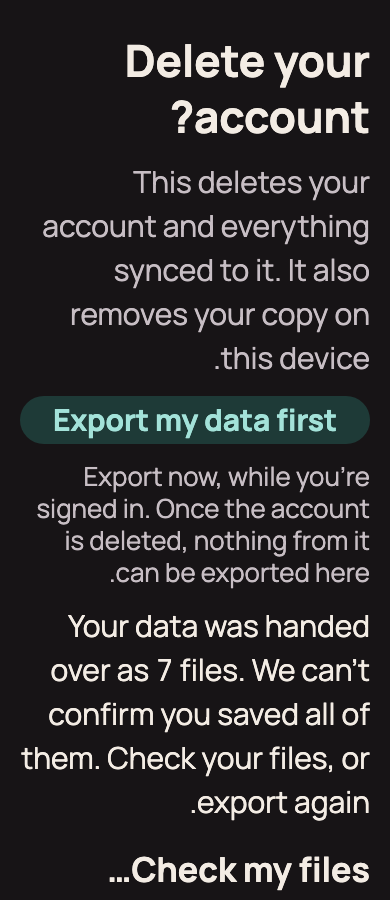 Delete your
account?
This deletes your
account and everything
synced to it. It also
removes your copy on
this device.
Export my data first
Export now, while you're
signed in. Once the account
is deleted, nothing from it
can be exported here.
Your data was handed
over as 7 files. We can't
confirm you saved all of
them. Check your files, or
export again.
Check my files…